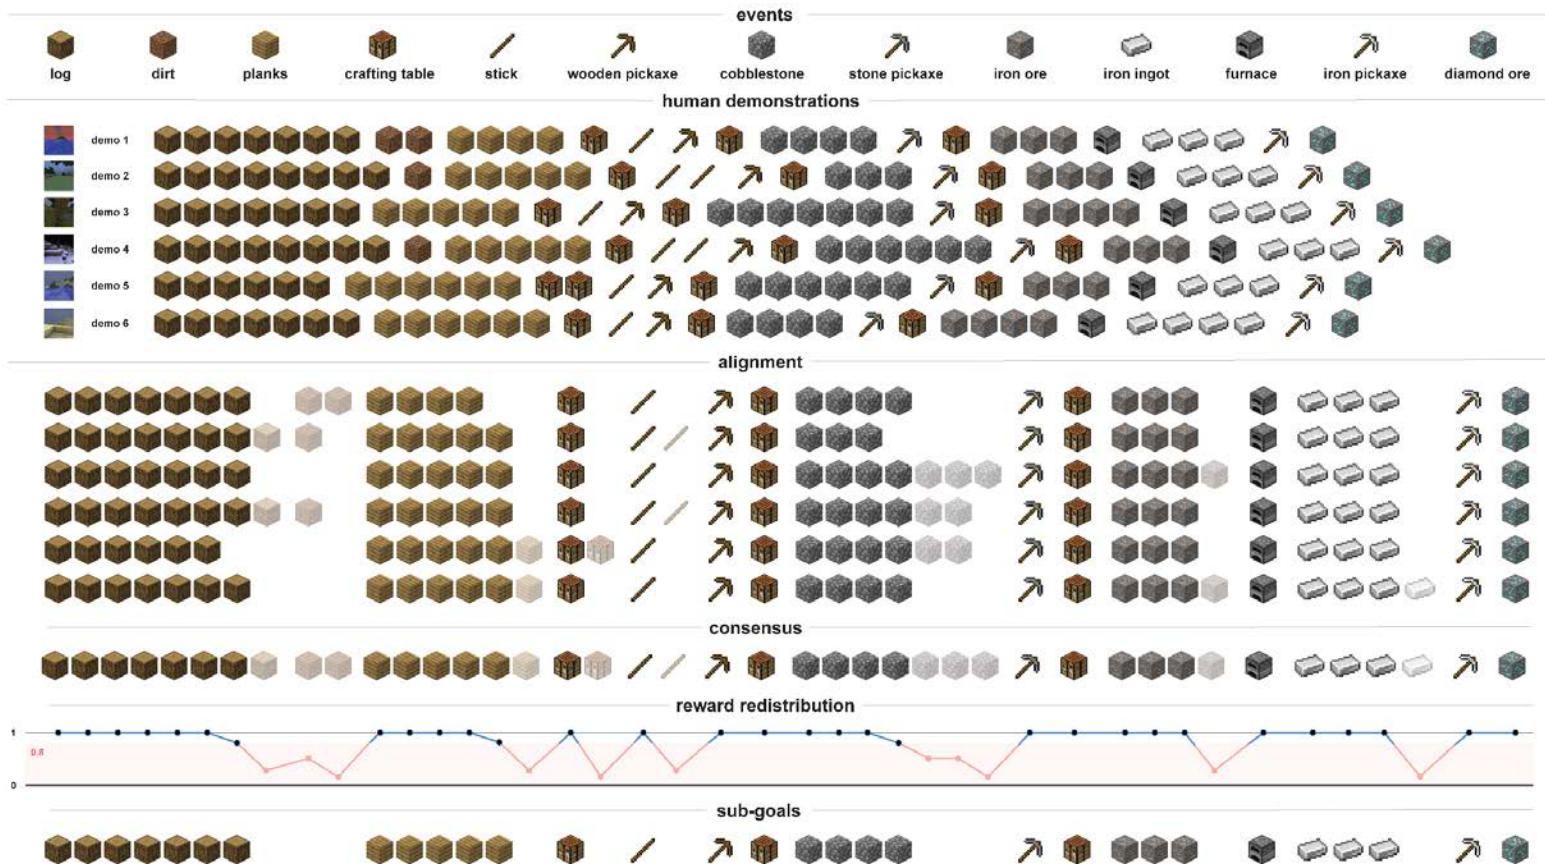 events
log dirt planks crafting table stick wooden pickaxe cobblestone stone pickaxe iron ore iron ingot furnace iron pickaxe diamond ore
human demonstrations
demo 1
demo 2
demo 3
demo 4
demo 5
demo 6
alignment
consensus
reward redistribution
1
0.8
0
sub-goals